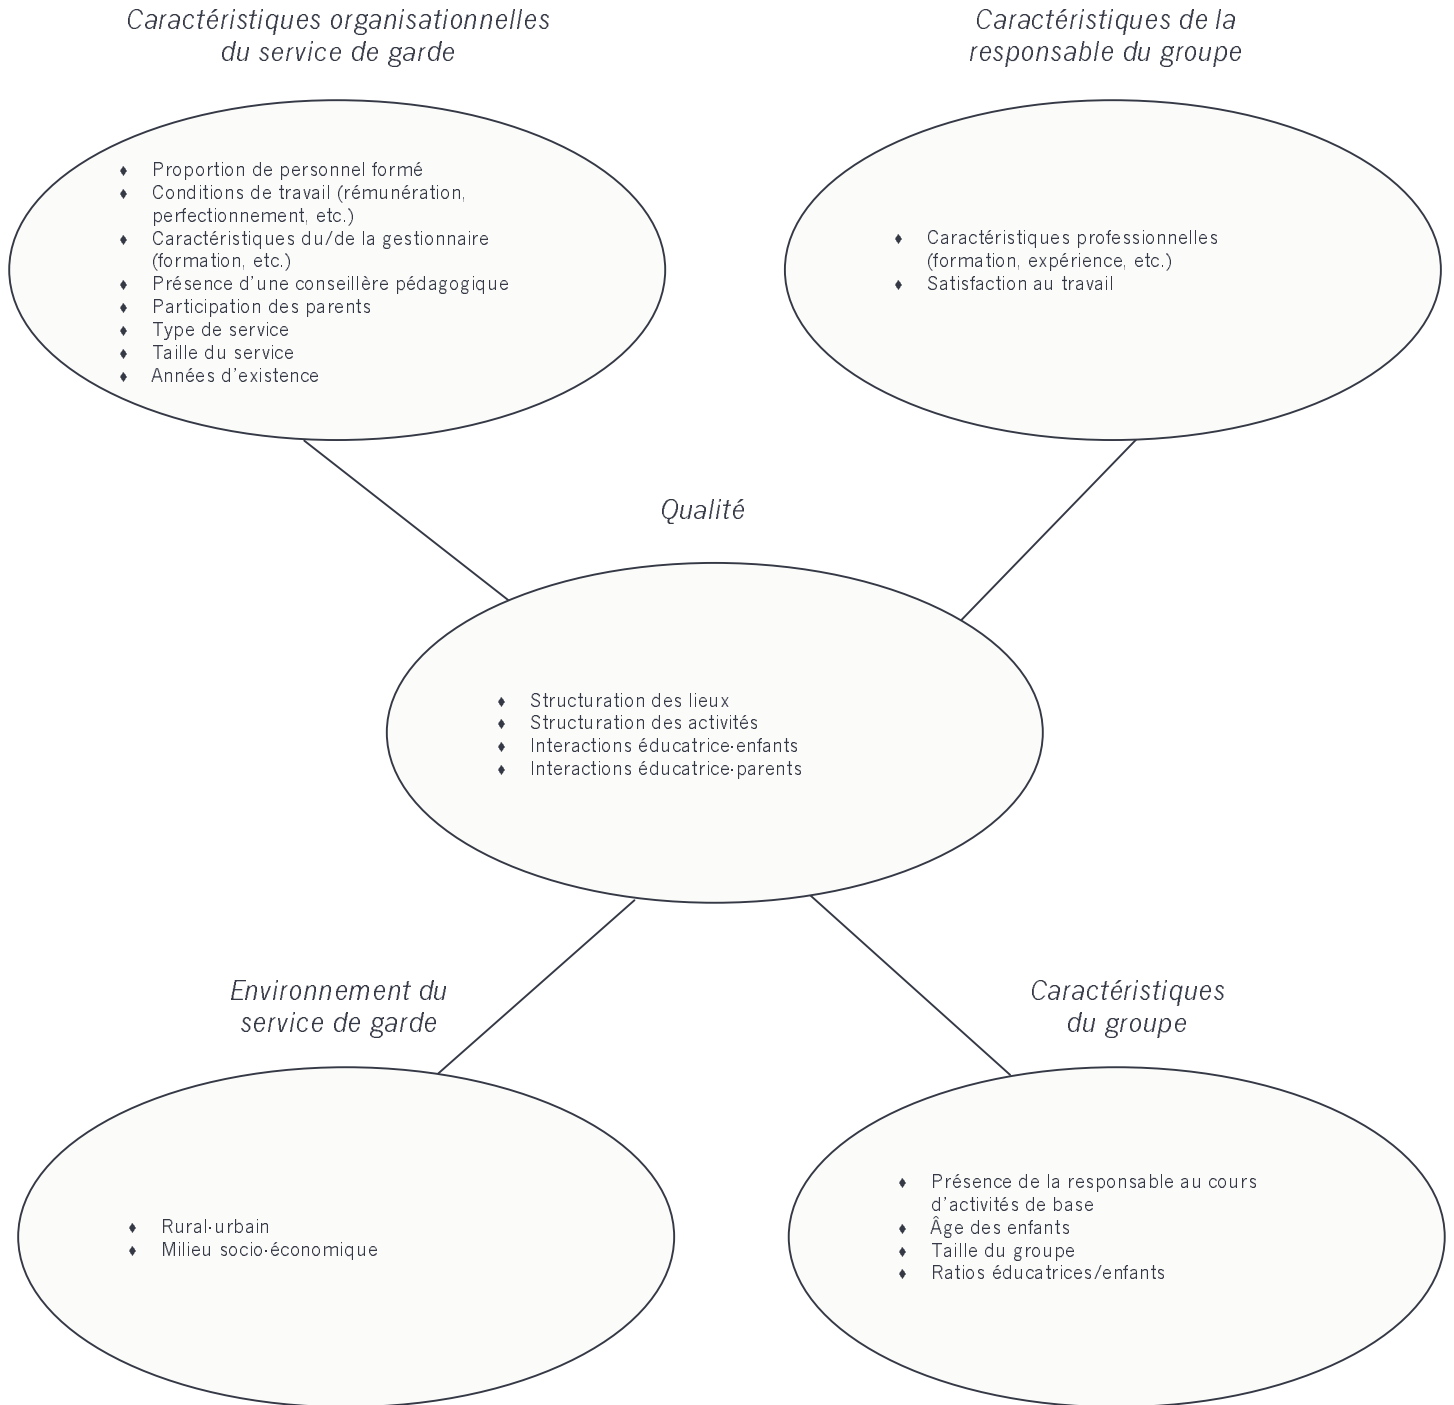 Caractéristiques organisationnelles
du service de garde
♦ Proportion de personnel formé
♦ Conditions de travail (rémunération,
perfectionnement, etc.)
♦ Caractéristiques du/de la gestionnaire
(formation, etc.)
♦ Présence d'une conseillère pédagogique
♦ Participation des parents
♦ Type de service
♦ Taille du service
♦ Années d'existence
Caractéristiques de la
responsable du groupe
♦ Caractéristiques professionnelles
(formation, expérience, etc.)
♦ Satisfaction au travail
Qualité
♦ Structuration des lieux
♦ Structuration des activités
♦ Interactions éducatrice-enfants
♦ Interactions éducatrice-parents
Environnement du
service de garde
♦ Rural-urbain
♦ Milieu socio-économique
Caractéristiques
du groupe
♦ Présence de la responsable au cours
d'activités de base
♦ Âge des enfants
♦ Taille du groupe
♦ Ratios éducatrices/enfants